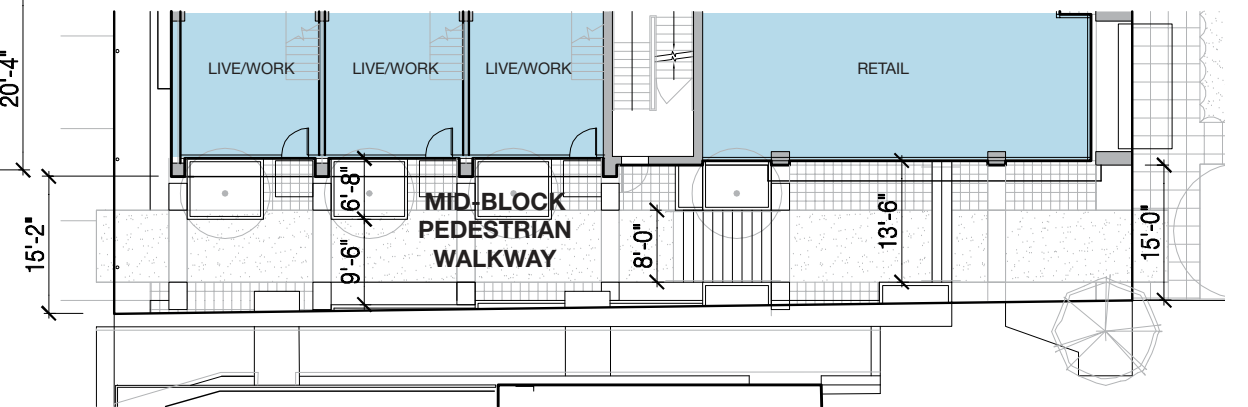 LIVE/WORK
LIVE/WORK
LIVE/WORK
RETAIL
20'-4"
6'-8"
MID-BLOCK
PEDESTRIAN
WALKWAY
15'-2"
9'-6"
8'-0"
13'-6"
15'-0"